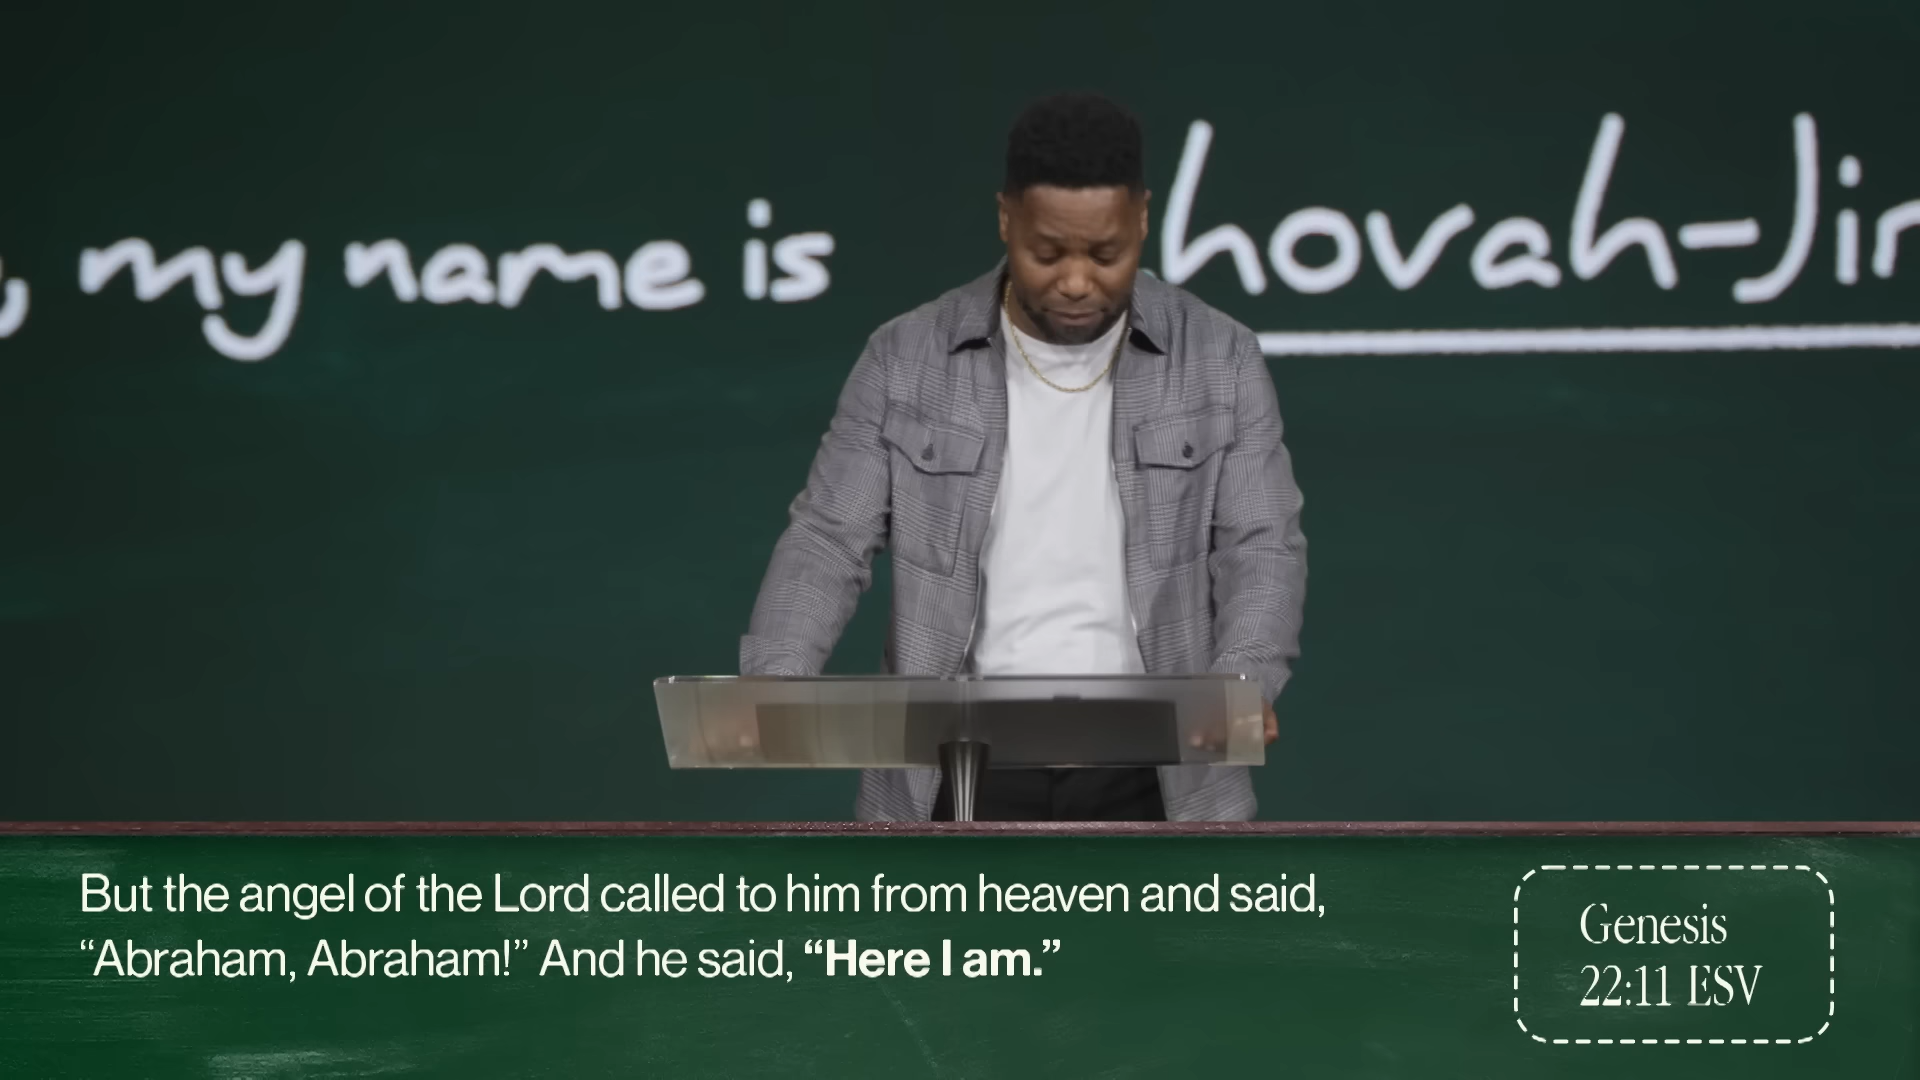 , my name is hovah-Jir
But the angel of the Lord called to him from heaven and said,
“Abraham, Abraham!” And he said, “Here I am.”
Genesis
22:11 ESV